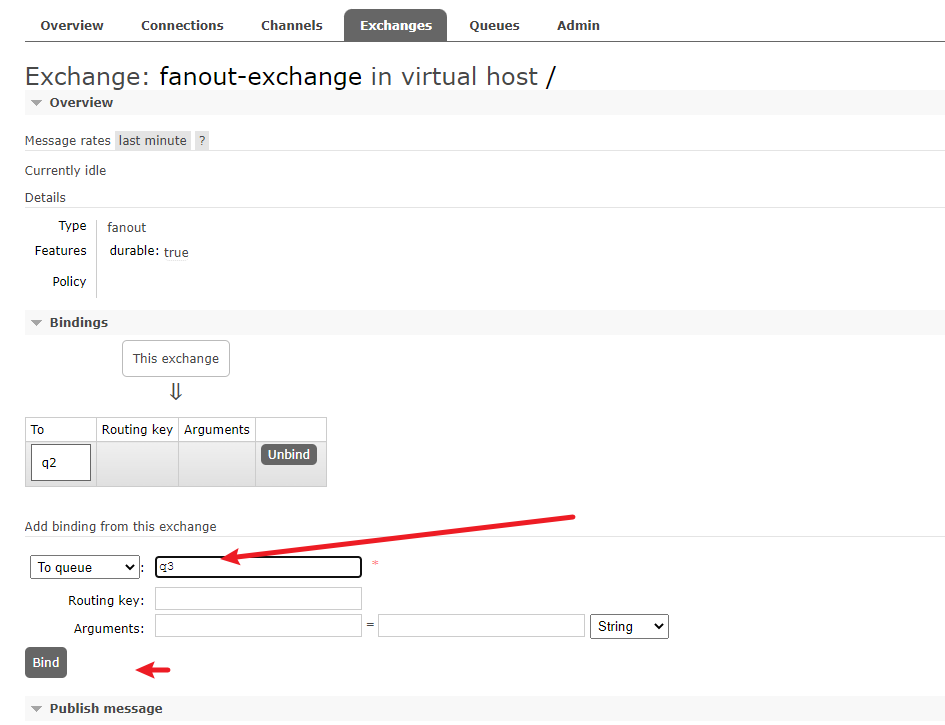 Overview Connections Channels Exchanges Queues Admin
Exchange: fanout-exchange in virtual host /
Overview
Message rates last minute ?
Currently idle
Details
Type fanout
Features durable: true
Policy
Bindings
This exchange
⇓
To Routing key Arguments
q2 Unbind
Add binding from this exchange
To queue : q3 *
Routing key:
Arguments: = String
Bind
Publish message